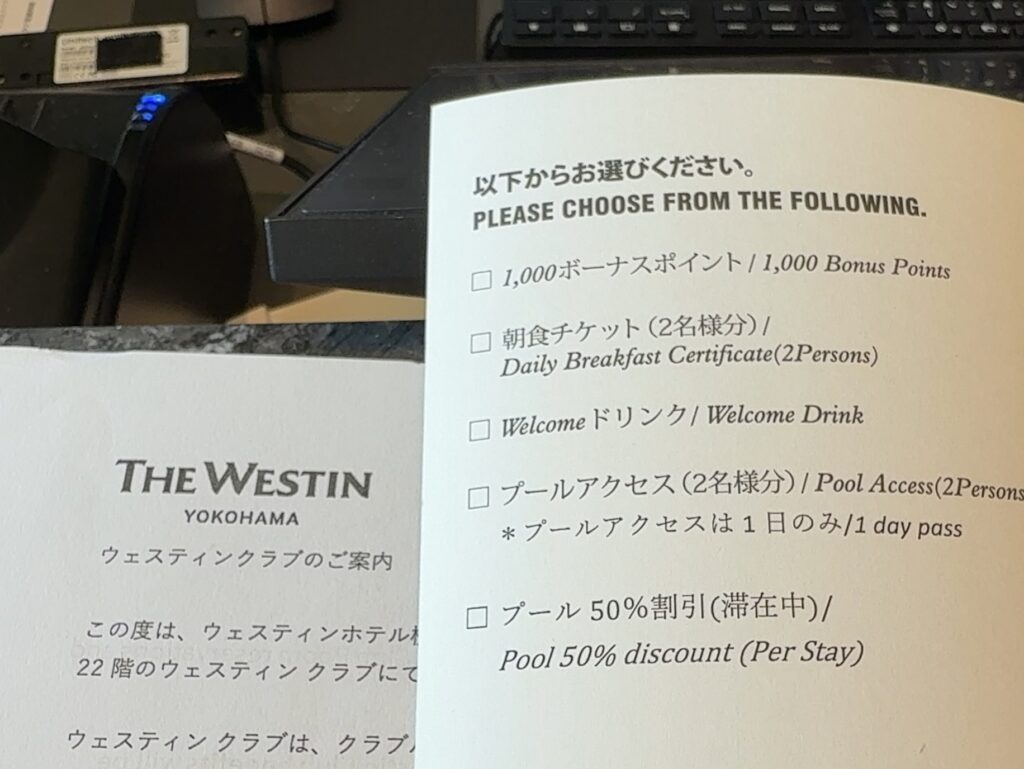 以下からお選びください。
PLEASE CHOOSE FROM THE FOLLOWING.
□ 1,000ボーナスポイント / 1,000 Bonus Points
□ 朝食チケット（2名様分）/
Daily Breakfast Certificate(2Persons)
□ Welcomeドリンク/ Welcome Drink
□ プールアクセス（2名様分）/ Pool Access(2Persons
＊プールアクセスは 1 日のみ/1 day pass
□ プール 50％割引(滞在中)/
Pool 50% discount (Per Stay)
THE WESTIN
YOKOHAMA
ウェスティンクラブのご案内
この度は、ウェスティンホテル
22 階のウェスティン クラブにて
ウェスティン クラブは、クラブ